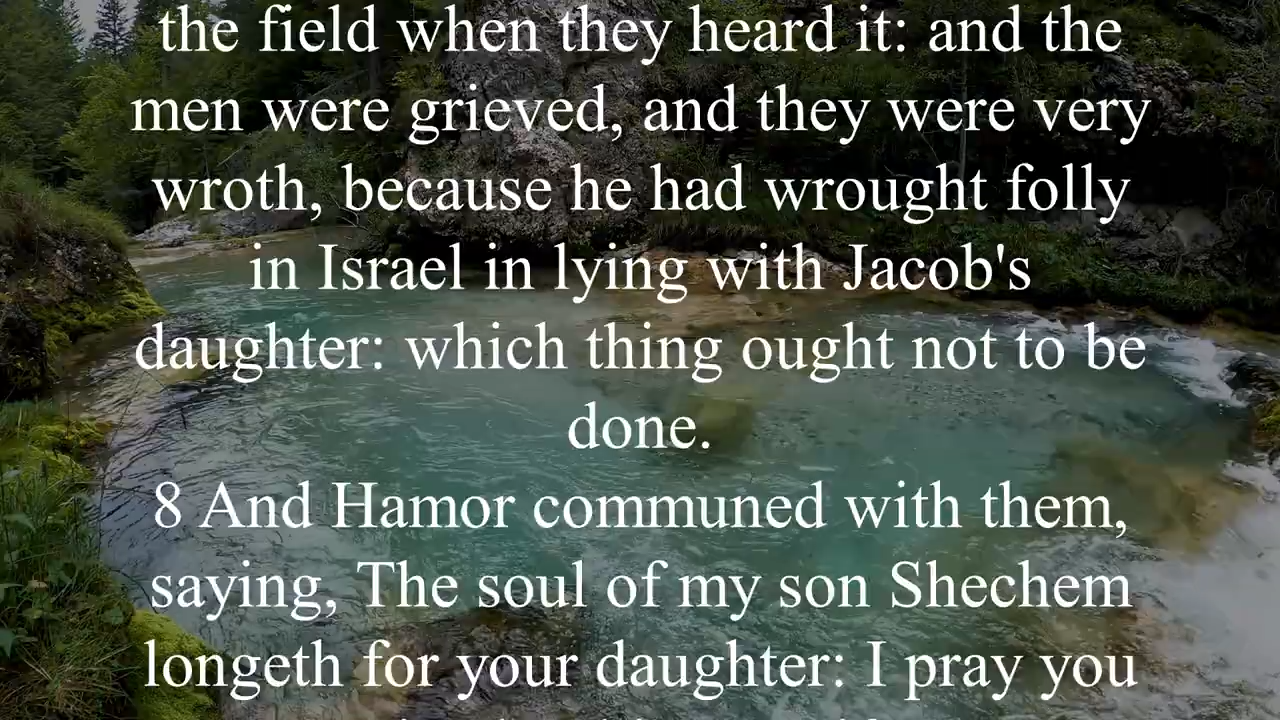 the field when they heard it: and the
men were grieved, and they were very
wroth, because he had wrought folly
in Israel in lying with Jacob's
daughter: which thing ought not to be
done.
8 And Hamor communed with them,
saying, The soul of my son Shechem
longeth for your daughter: I pray you